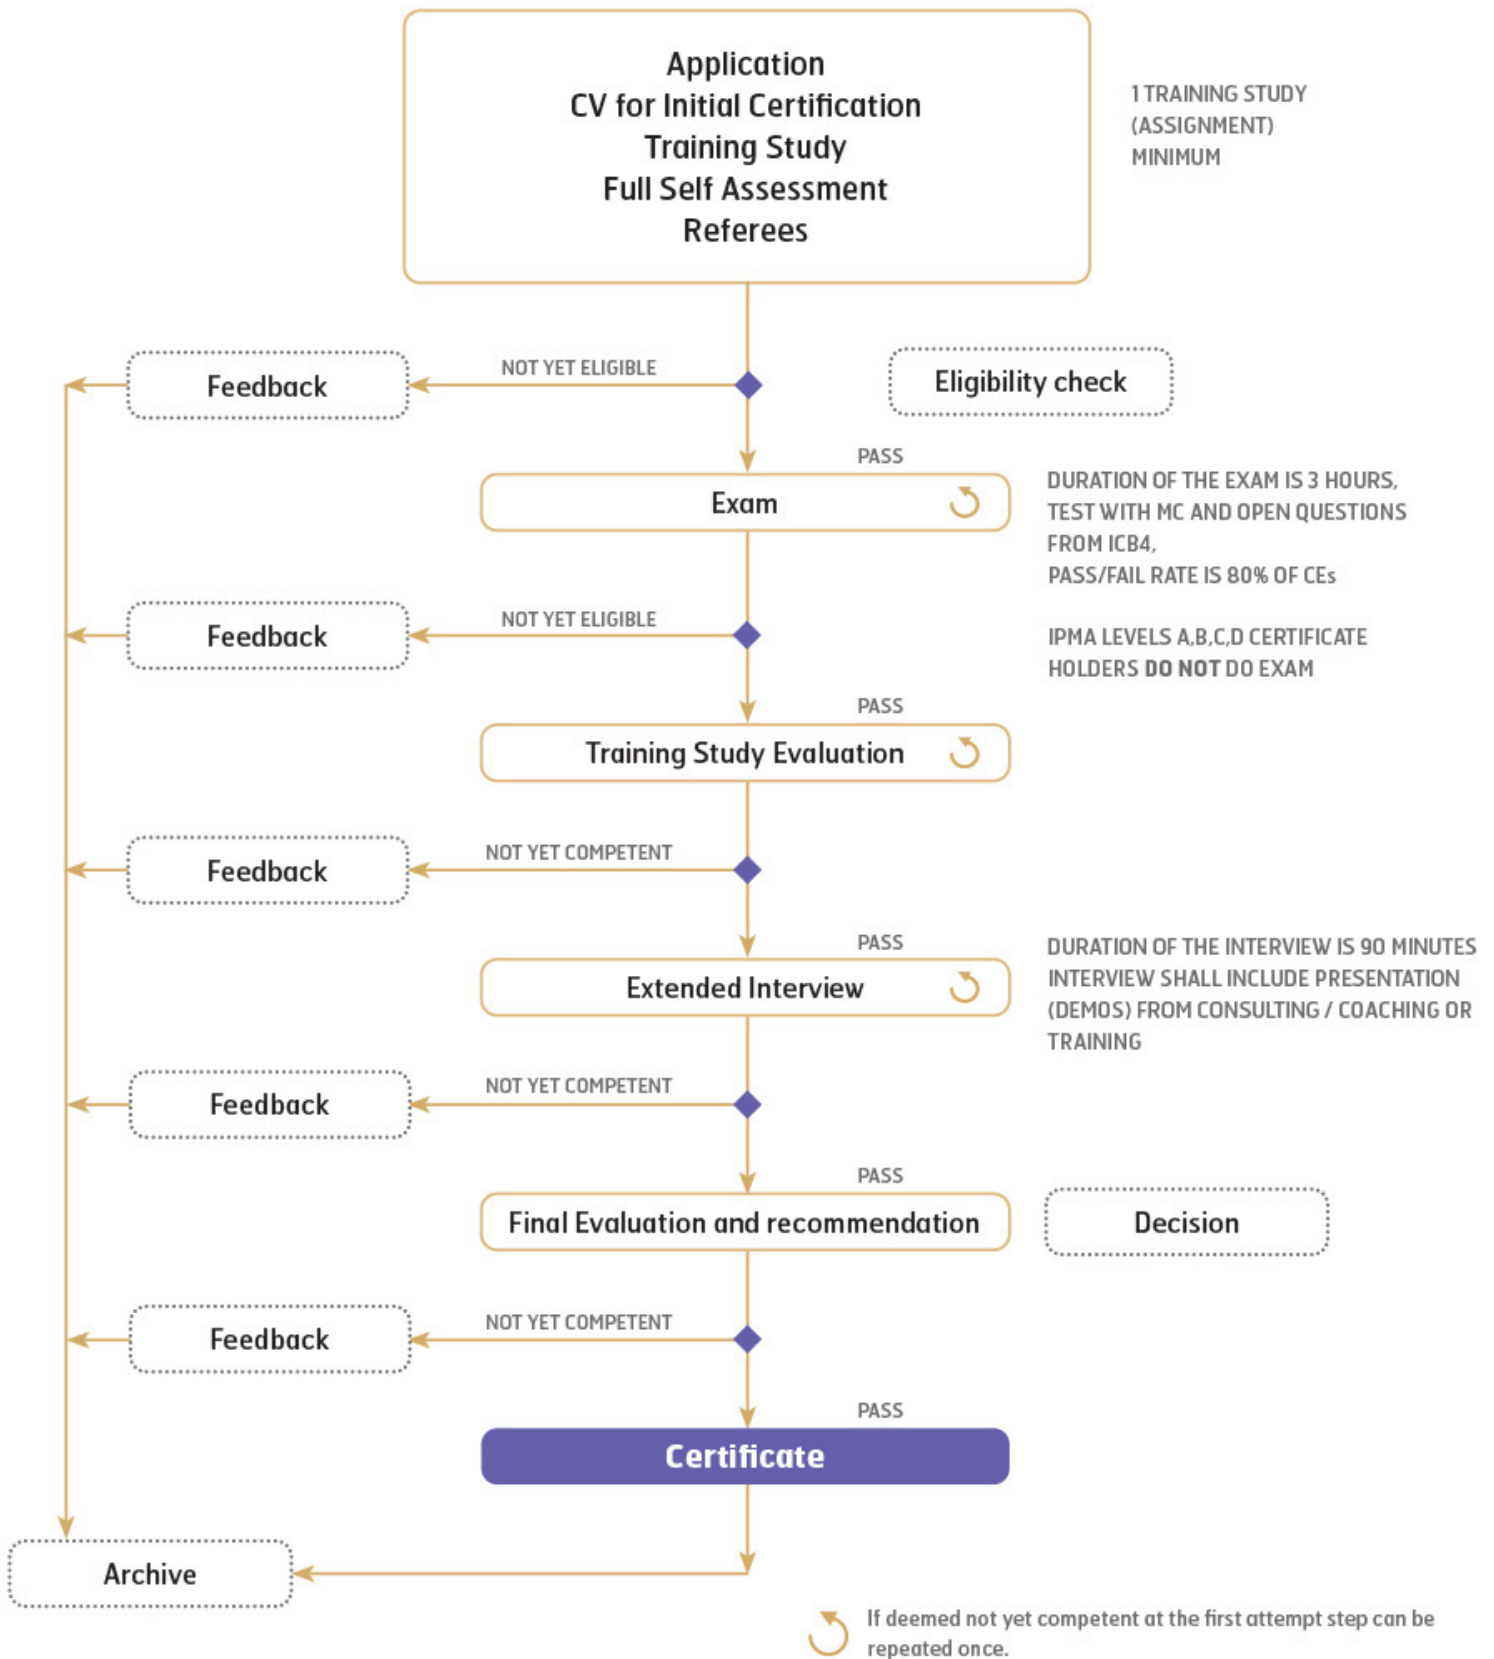 Application
CV for Initial Certification
Training Study
Full Self Assessment
Referees
1 TRAINING STUDY
(ASSIGNMENT)
MINIMUM
Feedback
NOT YET ELIGIBLE
Eligibility check
PASS
Exam
DURATION OF THE EXAM IS 3 HOURS,
TEST WITH MC AND OPEN QUESTIONS
FROM ICB4,
PASS/FAIL RATE IS 80% OF CEs
Feedback
NOT YET ELIGIBLE
IPMA LEVELS A,B,C,D CERTIFICATE
HOLDERS DO NOT DO EXAM
PASS
Training Study Evaluation
Feedback
NOT YET COMPETENT
PASS
Extended Interview
DURATION OF THE INTERVIEW IS 90 MINUTES
INTERVIEW SHALL INCLUDE PRESENTATION
(DEMOS) FROM CONSULTING / COACHING OR
TRAINING
Feedback
NOT YET COMPETENT
PASS
Final Evaluation and recommendation
Decision
Feedback
NOT YET COMPETENT
PASS
Certificate
Archive
If deemed not yet competent at the first attempt step can be
repeated once.